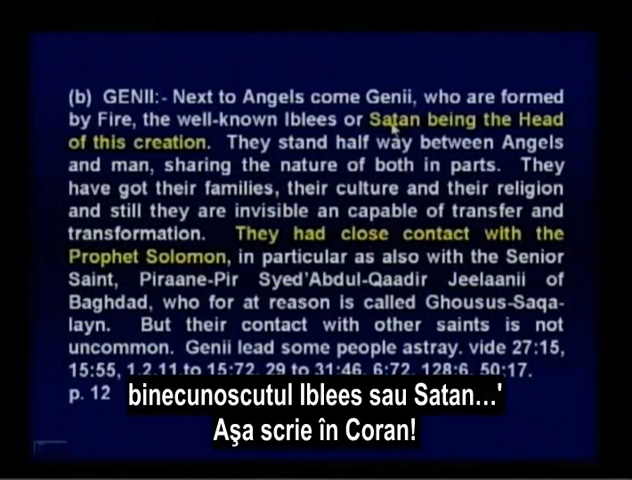 (b) GENII:- Next to Angels come Genii, who are formed
by Fire, the well-known Iblees or Satan being the Head
of this creation. They stand half way between Angels
and man, sharing the nature of both in parts. They
have got their families, their culture and their religion
and still they are invisible an capable of transfer and
transformation. They had close contact with the
Prophet Solomon, in particular as also with the Senior
Saint, Piraane-Pir Syed'Abdul-Qaadir Jeelaanii of
Baghdad, who for at reason is called Ghousus-Saqa-
layn. But their contact with other saints is not
uncommon. Genii lead some people astray. vide 27:15,
15:55, 1,2,11 to 15:72, 29 to 31:46, 6:72, 128:6, 50:17.
p. 12
binecunoscutul Iblees sau Satan...'
Aşa scrie în Coran!